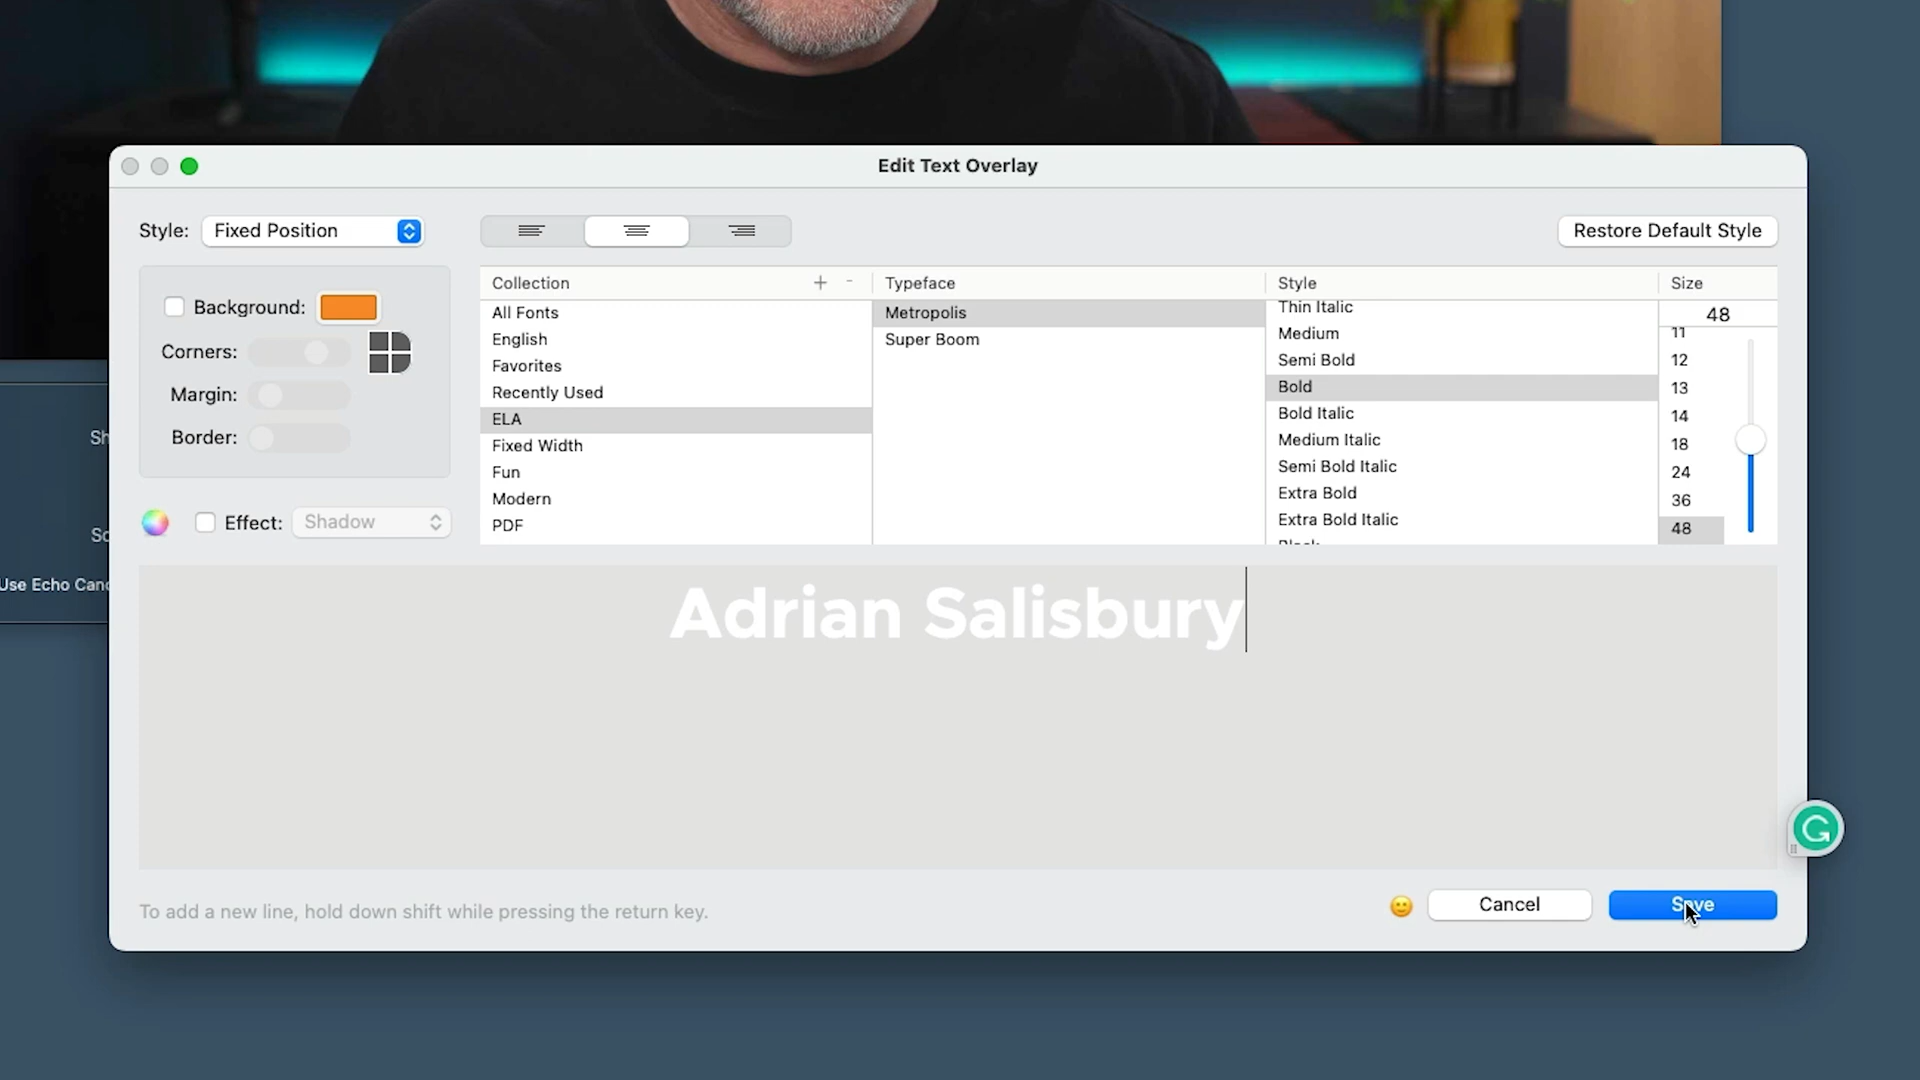 Edit Text Overlay
Style: Fixed Position
Restore Default Style
Background:
Corners:
Margin:
Border:
Effect: Shadow
Collection + -
All Fonts
English
Favorites
Recently Used
ELA
Fixed Width
Fun
Modern
PDF
Typeface
Metropolis
Super Boom
Style
Thin Italic
Medium
Semi Bold
Bold
Bold Italic
Medium Italic
Semi Bold Italic
Extra Bold
Extra Bold Italic
Size
48
11
12
13
14
18
24
36
48
Sh
So
Use Echo Canc
Adrian Salisbury
To add a new line, hold down shift while pressing the return key.
Cancel
Save